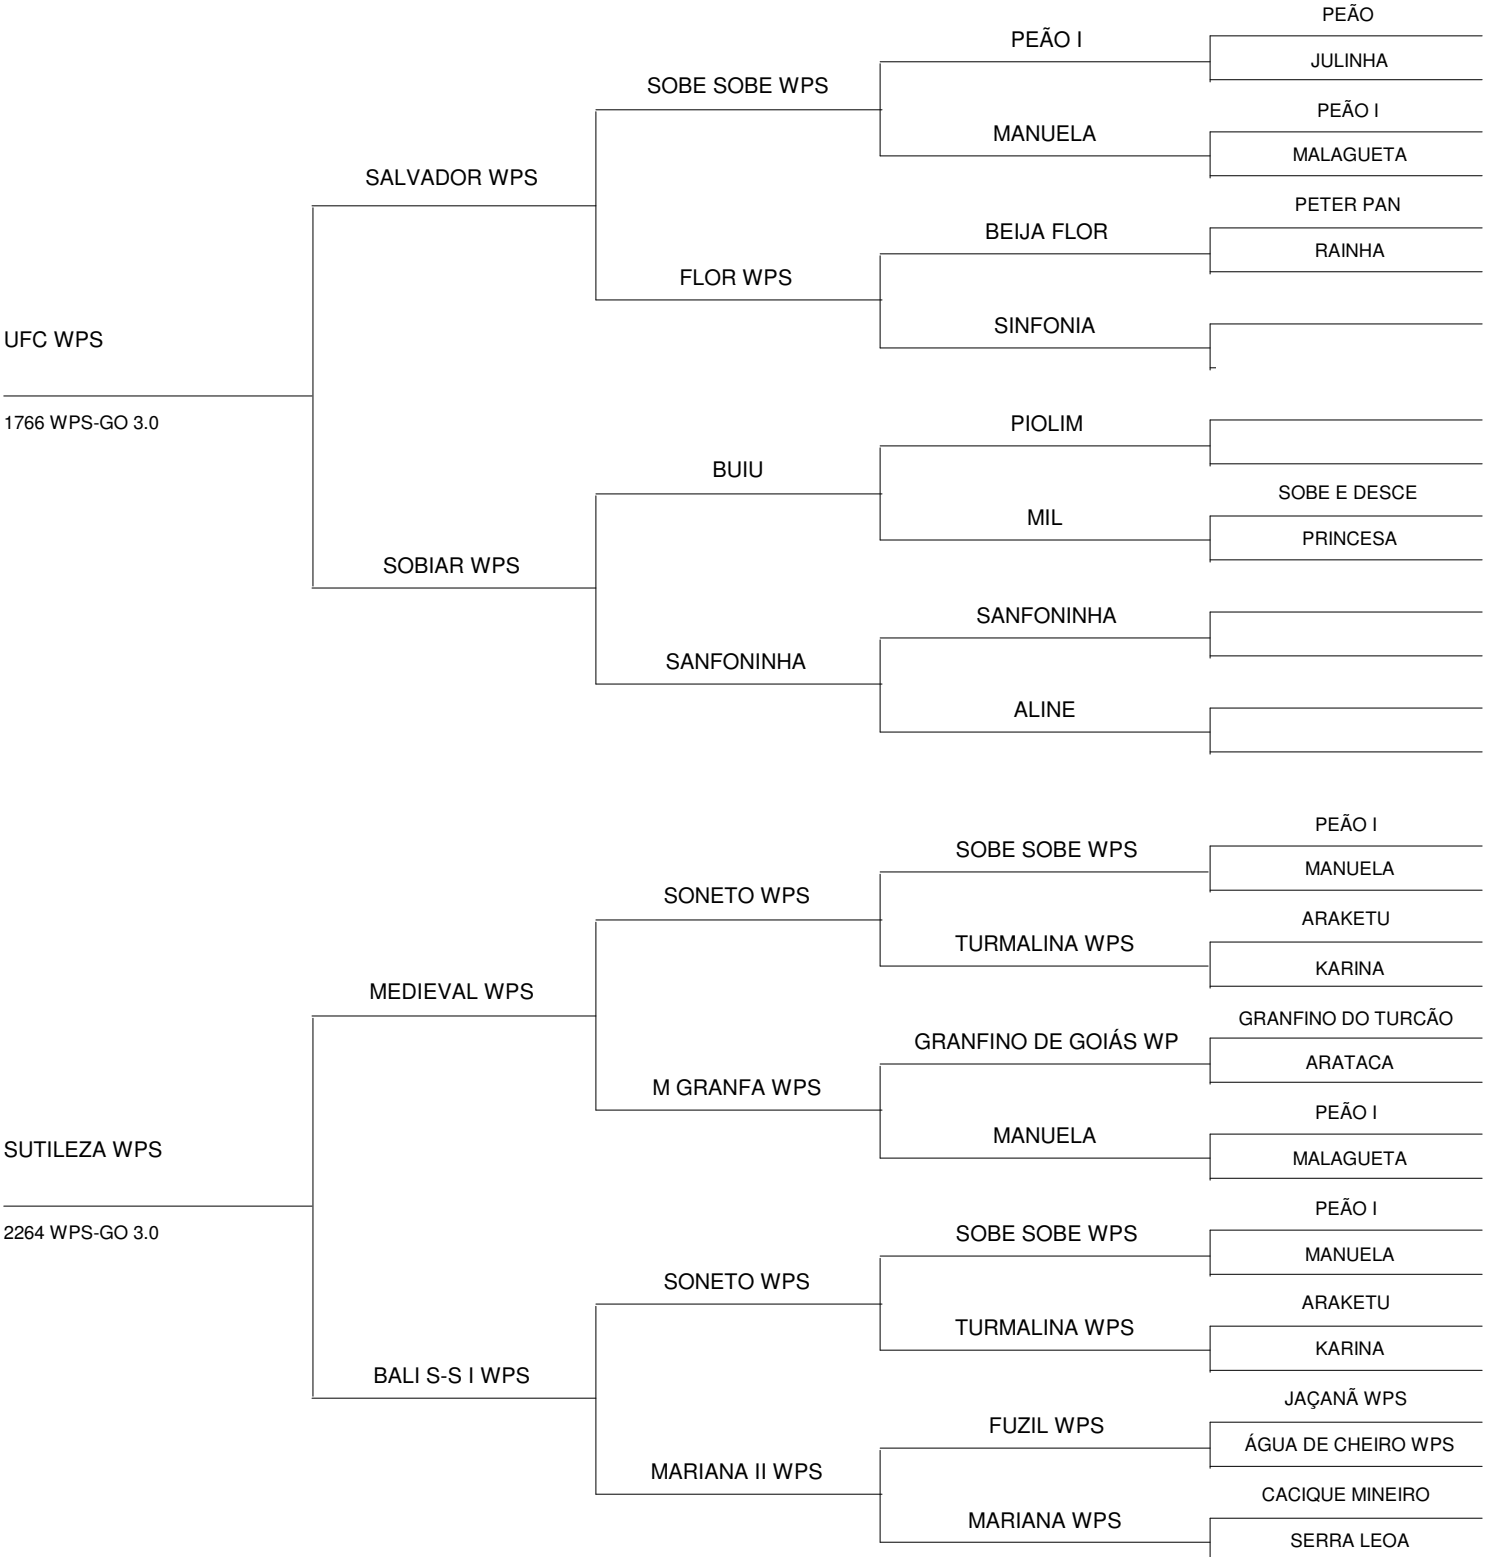 PEÃO
PEÃO I
JULINHA
SOBE SOBE WPS
PEÃO I
MANUELA
MALAGUETA
SALVADOR WPS
PETER PAN
BEIJA FLOR
RAINHA
FLOR WPS
SINFONIA
UFC WPS
1766 WPS-GO 3.0
PIOLIM
BUIU
SOBE E DESCE
MIL
PRINCESA
SOBIAR WPS
SANFONINHA
SANFONINHA
ALINE
PEÃO I
SOBE SOBE WPS
MANUELA
SONETO WPS
ARAKETU
TURMALINA WPS
KARINA
MEDIEVAL WPS
GRANFINO DO TURCÃO
GRANFINO DE GOIÁS WP
ARATACA
M GRANFA WPS
PEÃO I
MANUELA
MALAGUETA
SUTILEZA WPS
2264 WPS-GO 3.0
PEÃO I
SOBE SOBE WPS
MANUELA
SONETO WPS
ARAKETU
TURMALINA WPS
KARINA
BALI S-S I WPS
JAÇANÃ WPS
FUZIL WPS
ÁGUA DE CHEIRO WPS
MARIANA II WPS
CACIQUE MINEIRO
MARIANA WPS
SERRA LEOA